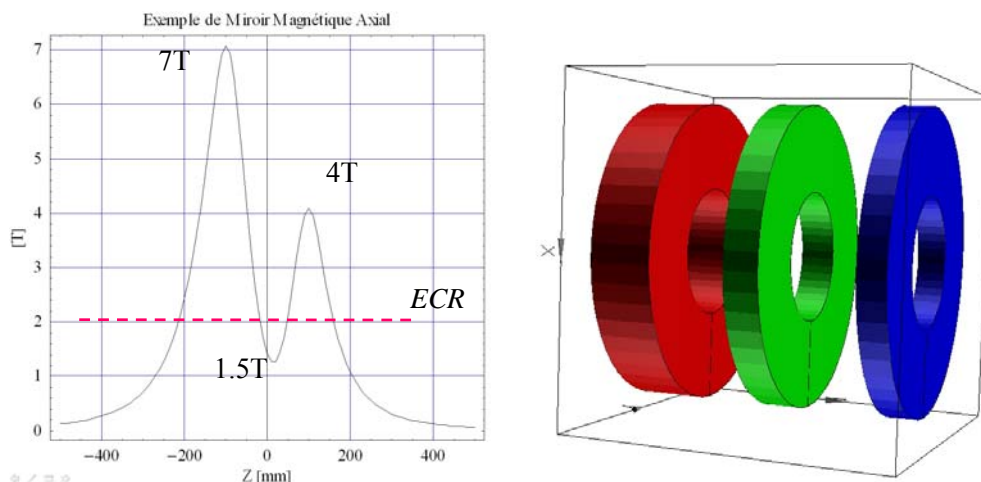 Exemple de Miroir Magnétique Axial
7T
4T
ECR
1.5T
[T]
7
6
5
4
3
2
1
0
−400
−200
0
200
400
Z [mm]
X